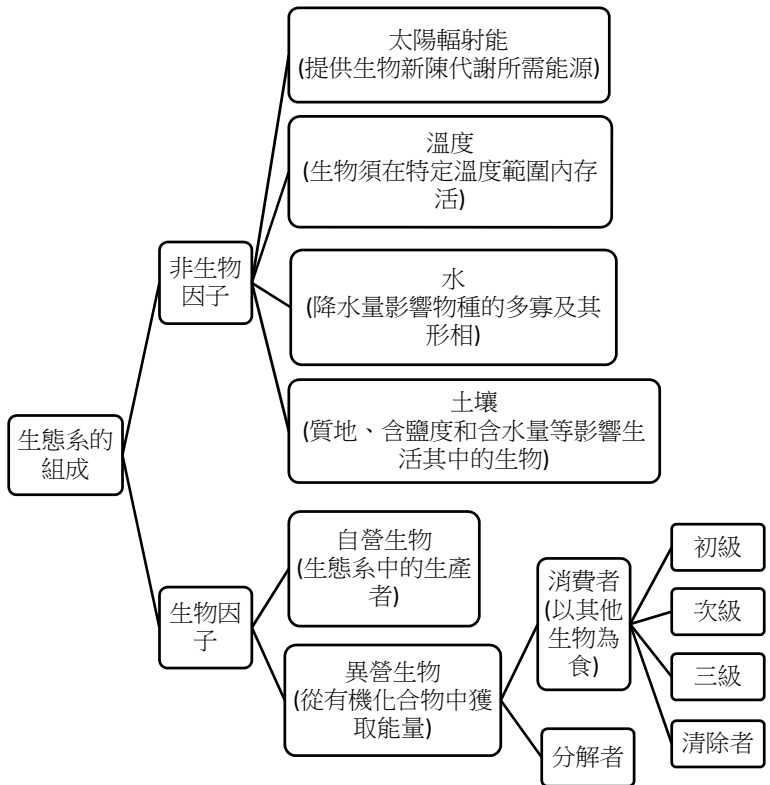 太陽輻射能
(提供生物新陳代謝所需能源)
溫度
(生物須在特定溫度範圍內存
活)
非生物
因子
水
(降水量影響物種的多寡及其
形相)
土壤
(質地、含鹽度和含水量等影響生
活其中的生物)
生態系的
組成
自營生物
(生態系中的生產
者)
生物因
子
異營生物
(從有機化合物中獲
取能量)
消費者
(以其他
生物為
食)
初級
次級
三級
清除者
分解者